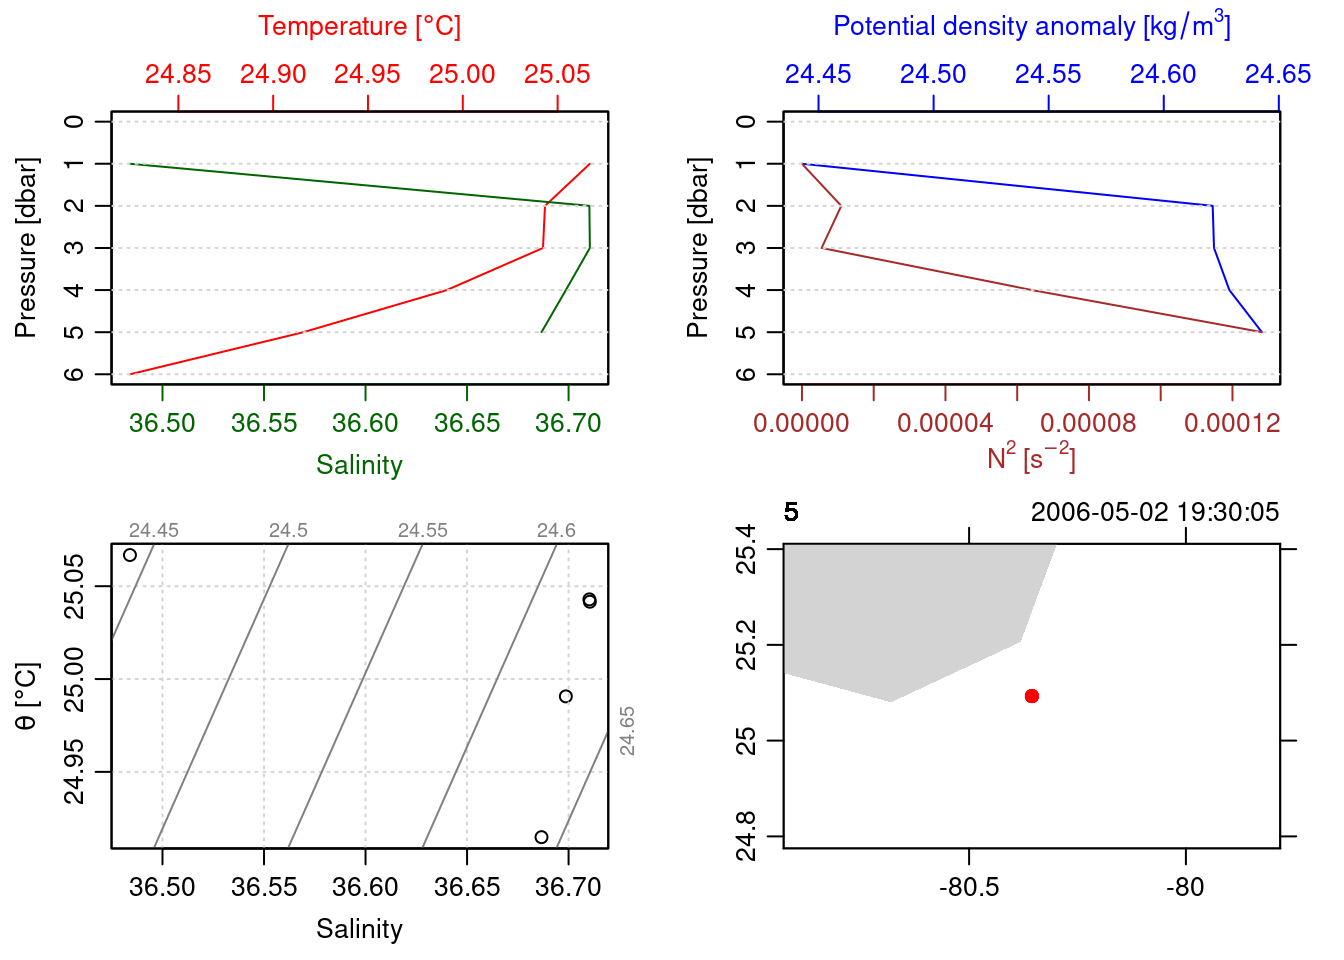 Temperature [°C]
24.85 24.90 24.95 25.00 25.05
Pressure [dbar]
0
1
2
3
4
5
6
36.50 36.55 36.60 36.65 36.70
Salinity
Potential density anomaly [kg/m³]
24.45 24.50 24.55 24.60 24.65
Pressure [dbar]
0
1
2
3
4
5
6
0.00000 0.00004 0.00008 0.00012
N² [s⁻²]
24.45 24.5 24.55 24.6
θ [°C]
25.05
25.00
24.95
24.65
36.50 36.55 36.60 36.65 36.70
Salinity
5 2006-05-02 19:30:05
25.4
25.2
25
24.8
-80.5 -80